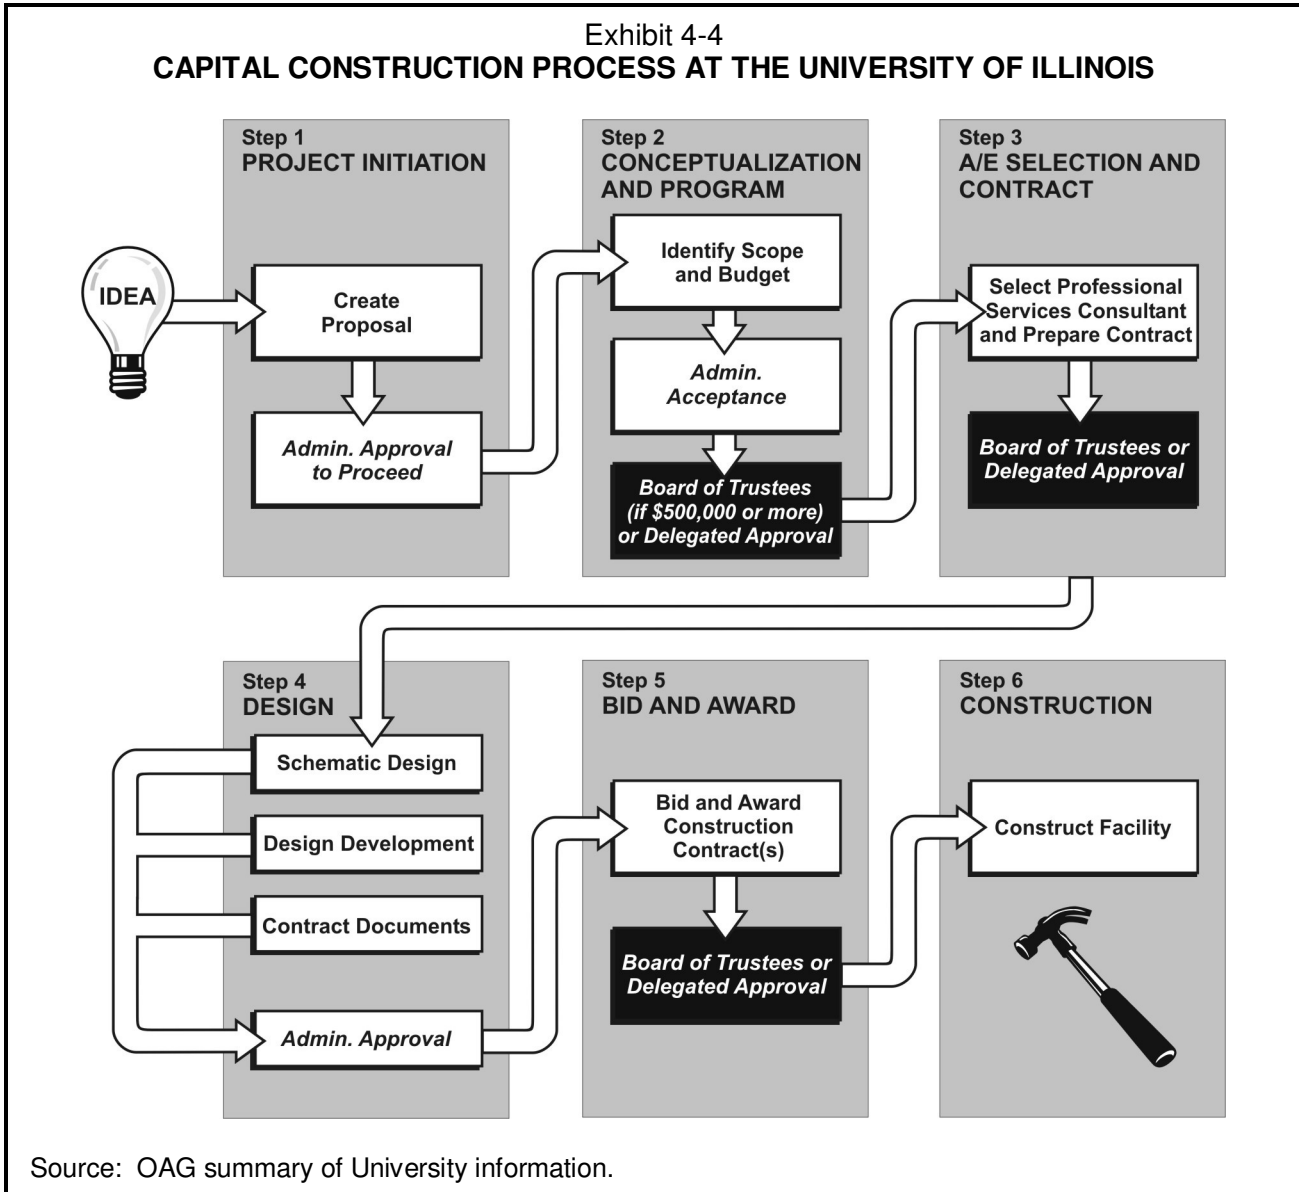 Exhibit 4-4
CAPITAL CONSTRUCTION PROCESS AT THE UNIVERSITY OF ILLINOIS
Step 1
PROJECT INITIATION
IDEA
Create
Proposal
Admin. Approval
to Proceed
Step 2
CONCEPTUALIZATION
AND PROGRAM
Identify Scope
and Budget
Admin.
Acceptance
Board of Trustees
(if $500,000 or more)
or Delegated Approval
Step 3
A/E SELECTION AND
CONTRACT
Select Professional
Services Consultant
and Prepare Contract
Board of Trustees or
Delegated Approval
Step 4
DESIGN
Schematic Design
Design Development
Contract Documents
Admin. Approval
Step 5
BID AND AWARD
Bid and Award
Construction
Contract(s)
Board of Trustees or
Delegated Approval
Step 6
CONSTRUCTION
Construct Facility
Source: OAG summary of University information.